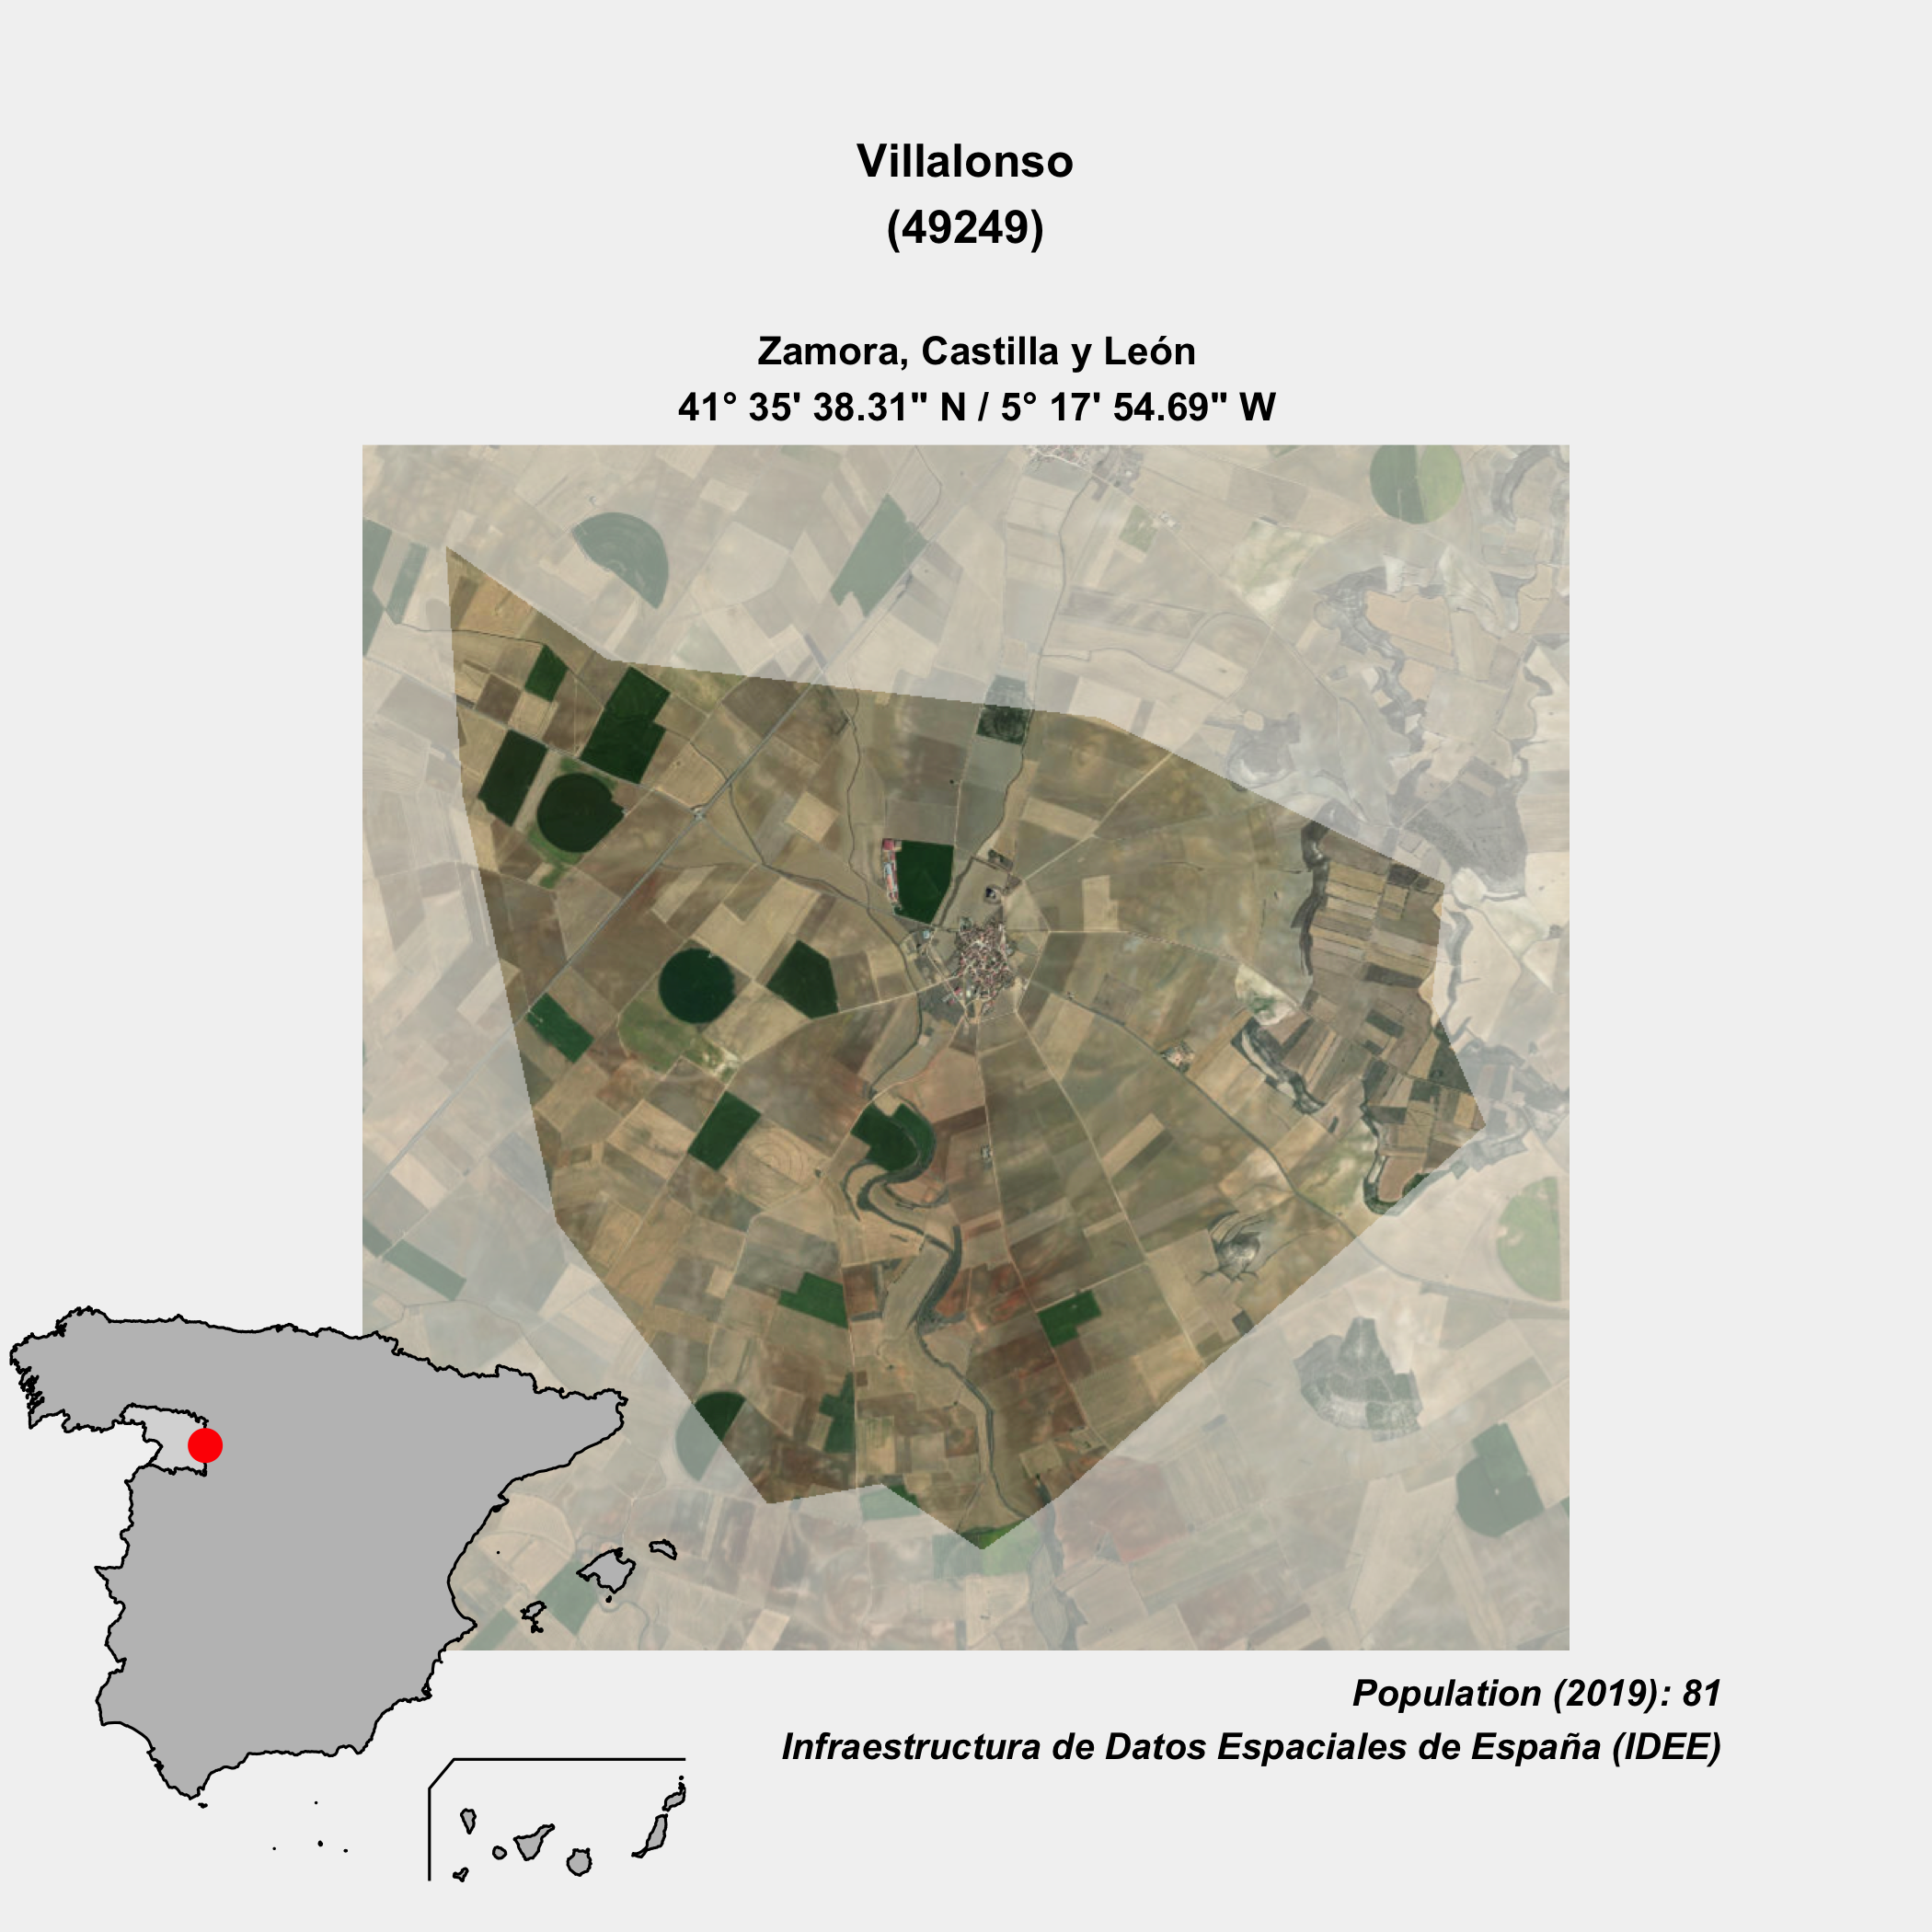 Villalonso
(49249)
Zamora, Castilla y León
41° 35' 38.31" N / 5° 17' 54.69" W
Population (2019): 81
Infraestructura de Datos Espaciales de España (IDEE)